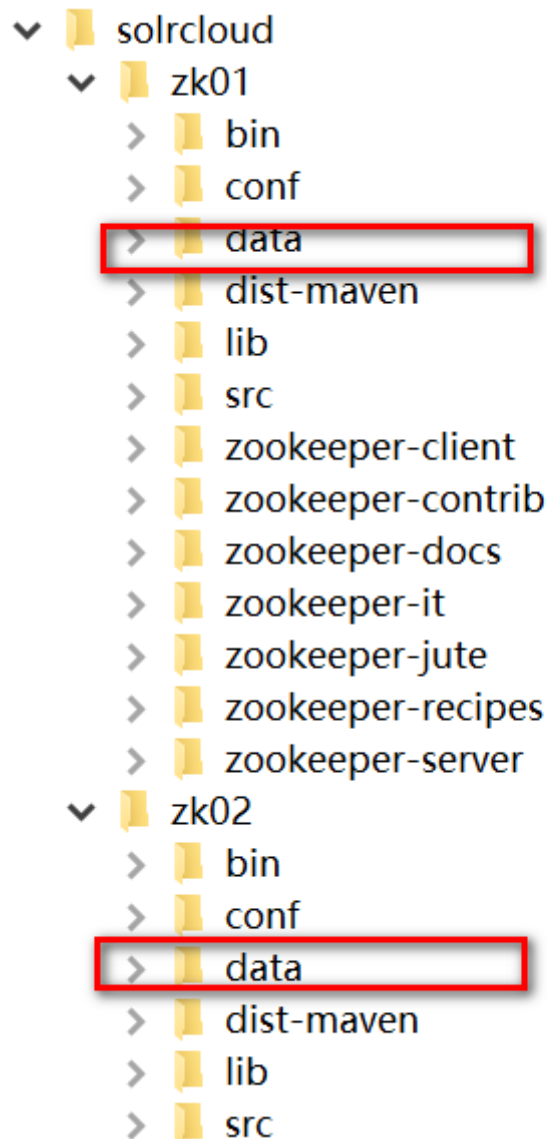 solrcloud
zk01
bin
conf
data
dist-maven
lib
src
zookeeper-client
zookeeper-contrib
zookeeper-docs
zookeeper-it
zookeeper-jute
zookeeper-recipes
zookeeper-server
zk02
bin
conf
data
dist-maven
lib
src